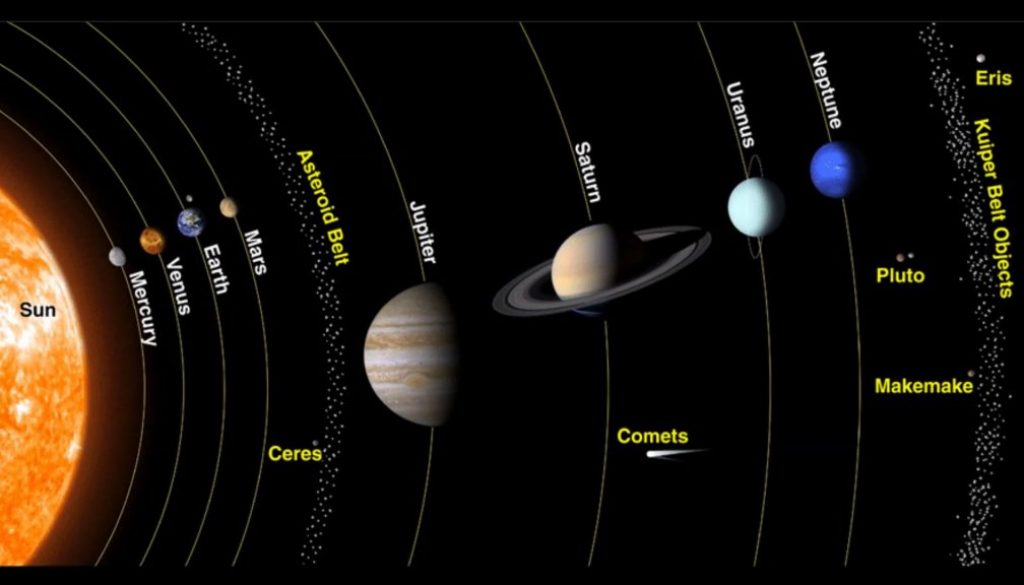 Sun
Mercury
Venus
Earth
Mars
Asteroid Belt
Ceres
Jupiter
Saturn
Comets
Uranus
Neptune
Pluto
Makemake
Eris
Kuiper Belt Objects